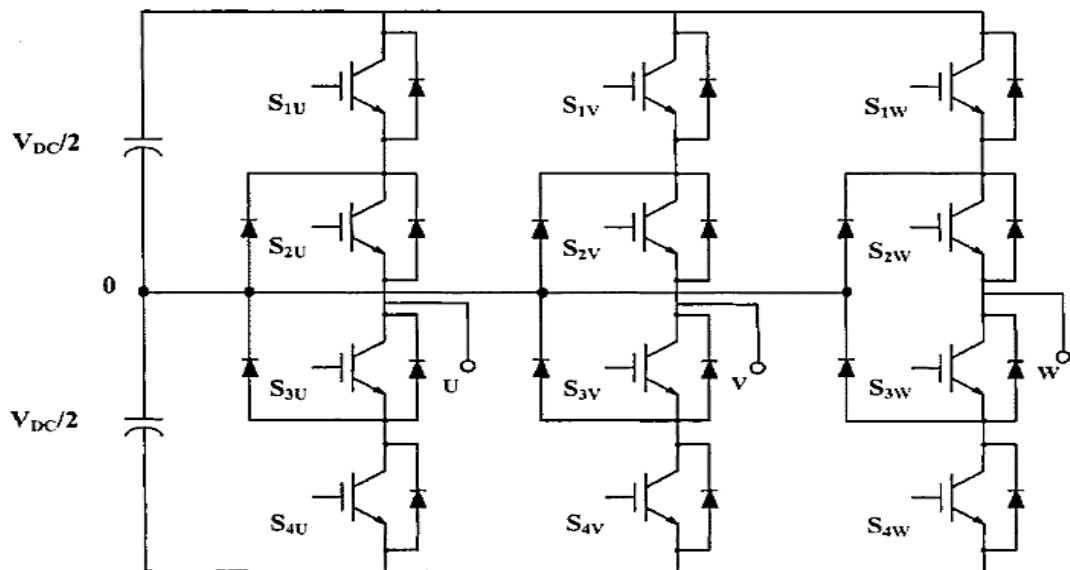 S1U
S1V
S1W
VDC/2
S2U
S2V
S2W
0
U
V
W
S3U
S3V
S3W
VDC/2
S4U
S4V
S4W